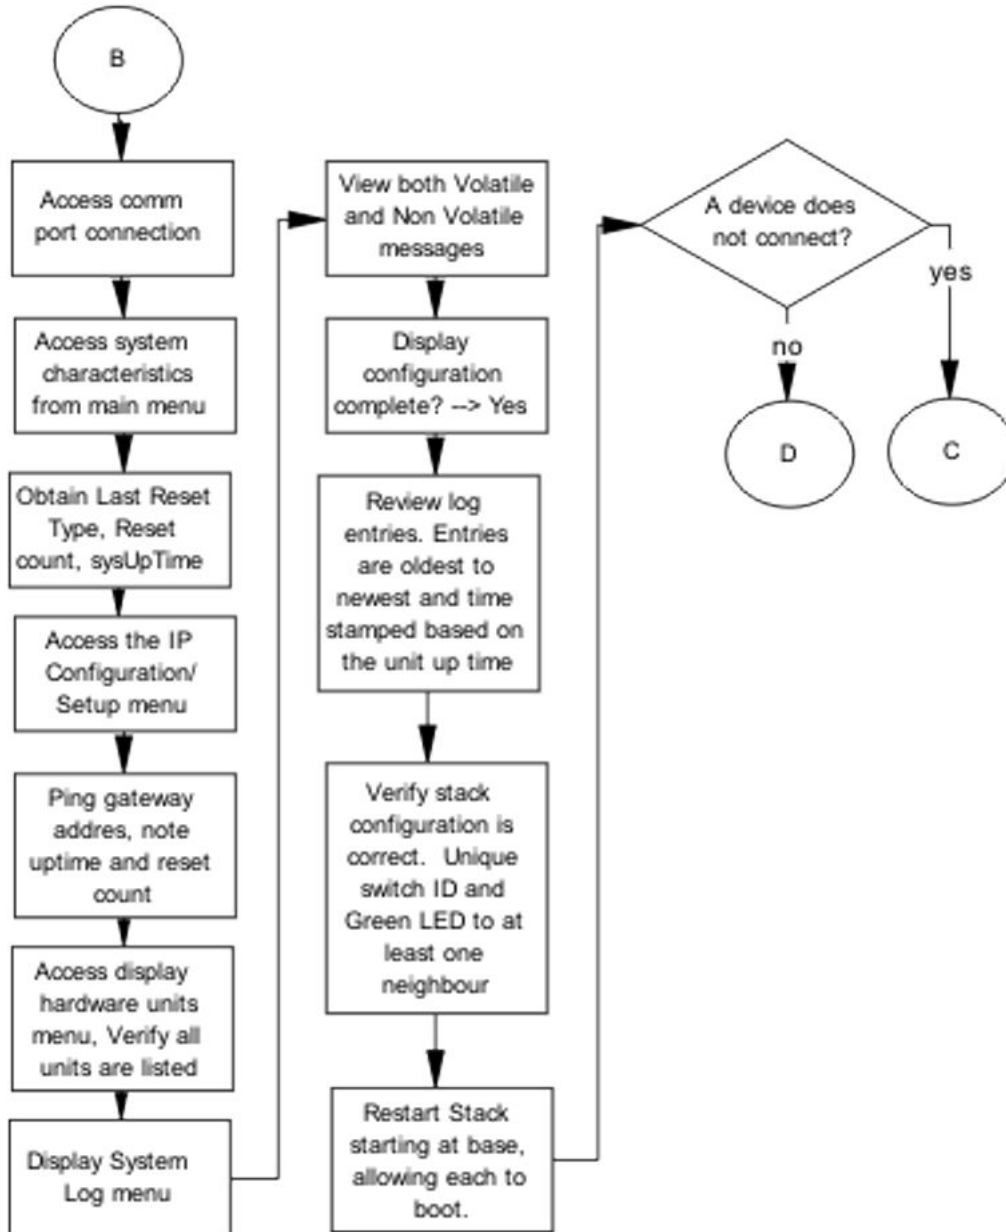 B
Access comm
port connection
Access system
characteristics
from main menu
Obtain Last Reset
Type, Reset
count, sysUpTime
Access the IP
Configuration/
Setup menu
Ping gateway
addres, note
uptime and reset
count
Access display
hardware units
menu, Verify all
units are listed
Display System
Log menu
View both Volatile
and Non Volatile
messages
Display
configuration
complete? --> Yes
Review log
entries. Entries
are oldest to
newest and time
stamped based on
the unit up time
Verify stack
configuration is
correct. Unique
switch ID and
Green LED to at
least one
neighbour
Restart Stack
starting at base,
allowing each to
boot.
A device does
not connect?
yes
no
D
C